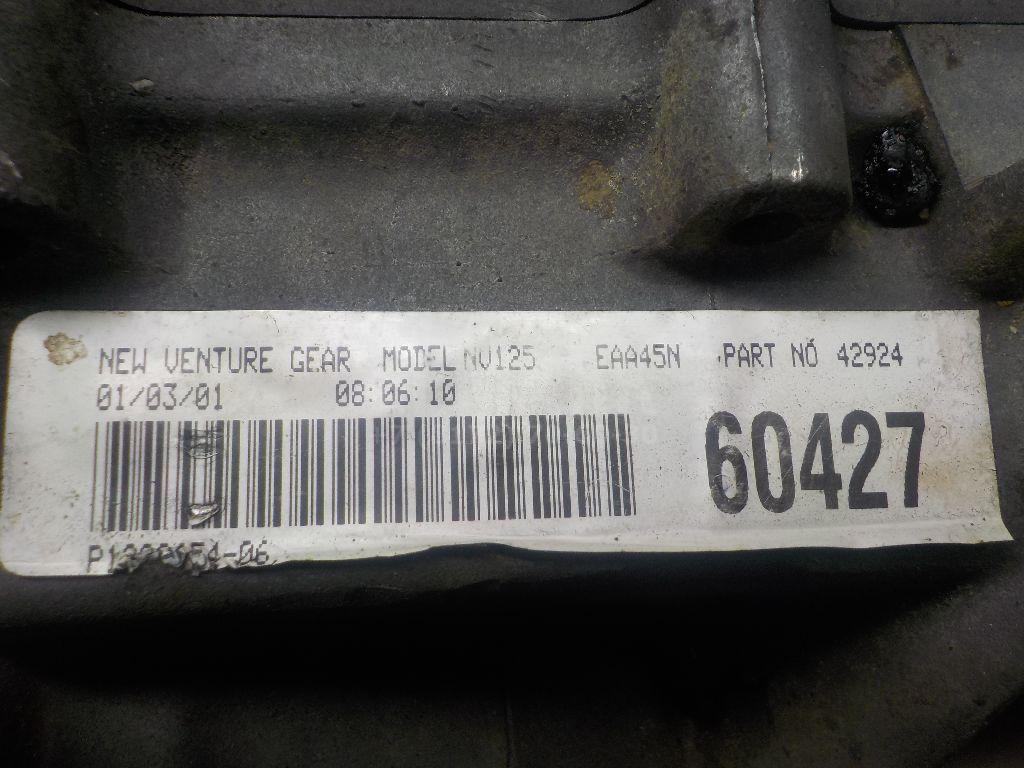 NEW VENTURE GEAR MODEL NV125 EAA45N PART NO 42924
01/03/01 08:06:10
60427